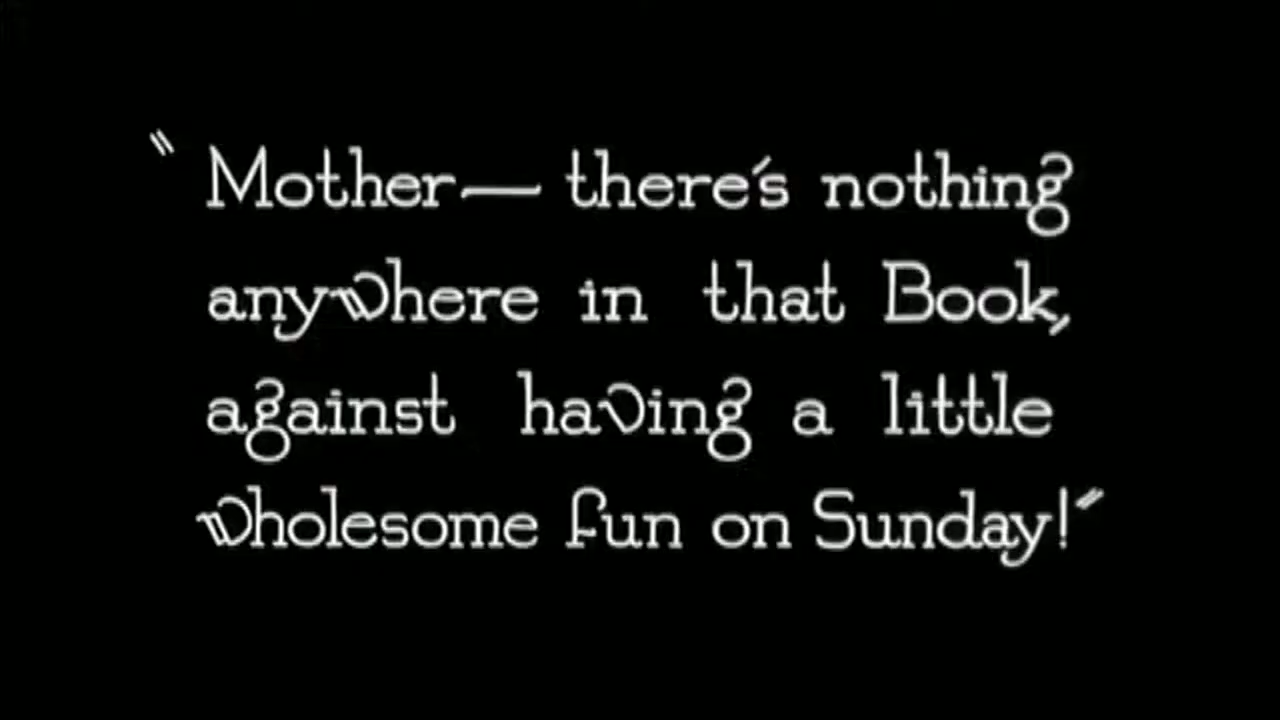 "Mother— there's nothing
anywhere in that Book,
against having a little
wholesome fun on Sunday!"